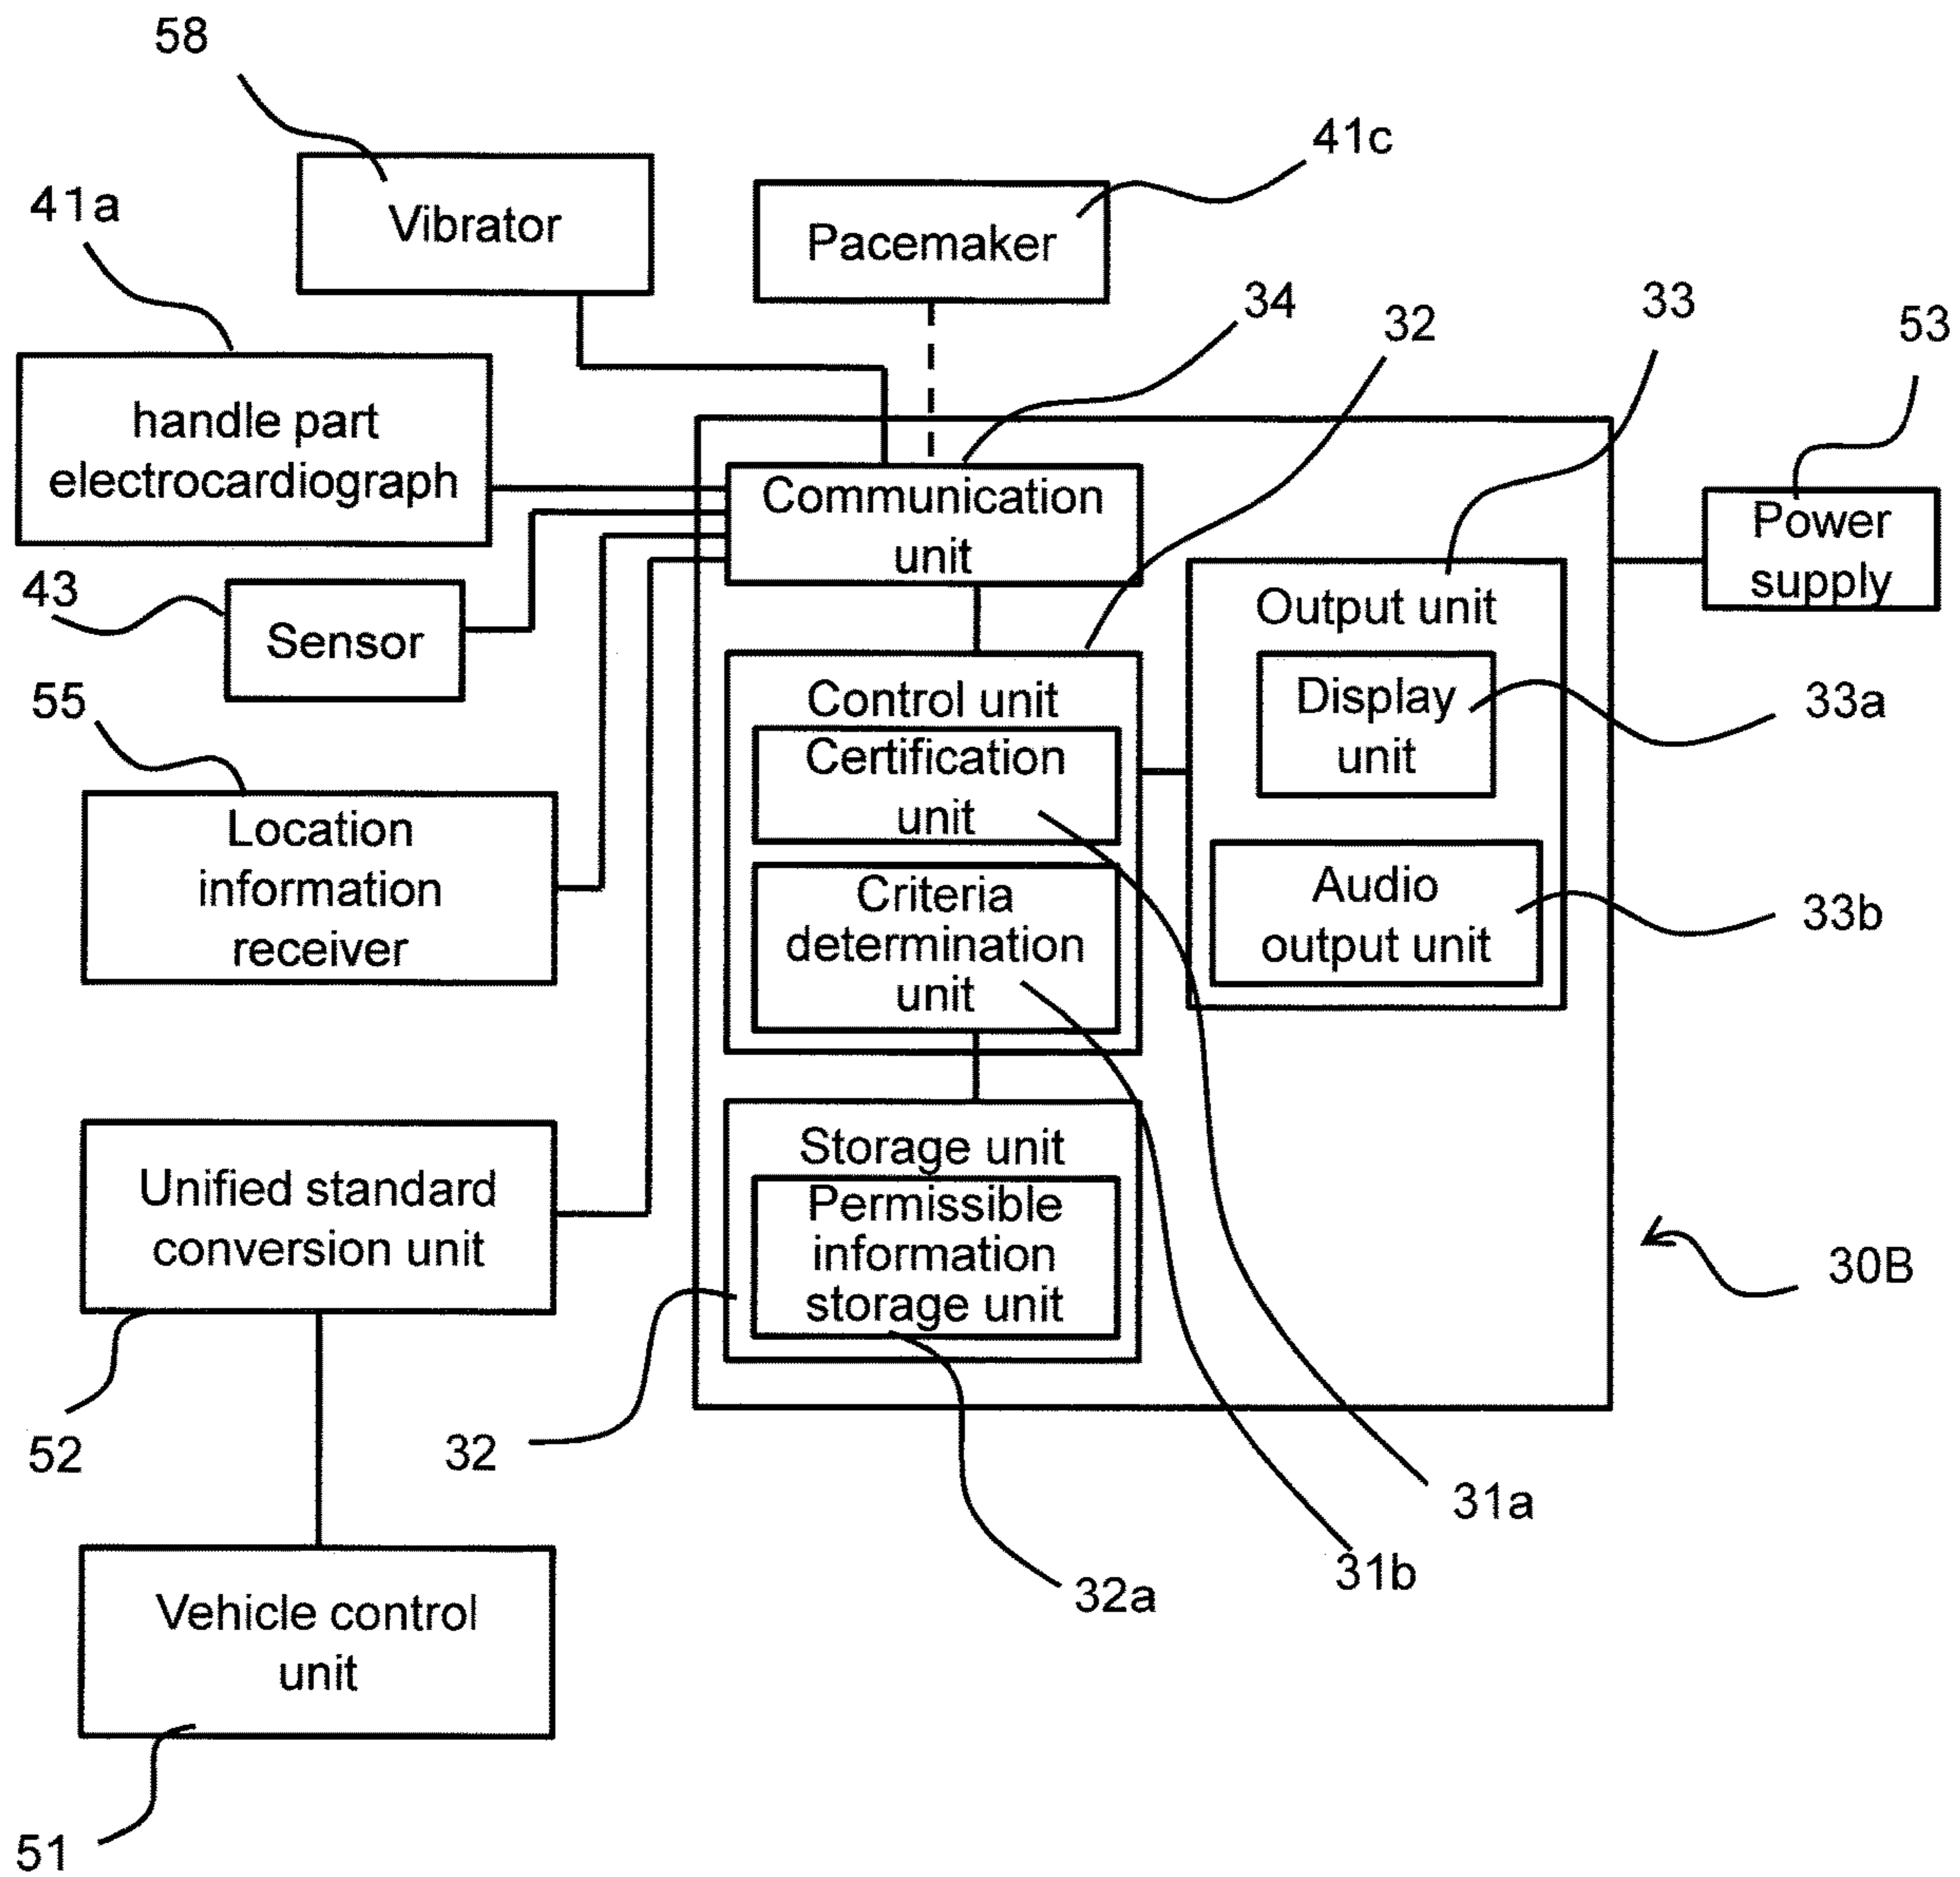 58
41c
41a
Vibrator
Pacemaker
34
32
33
53
handle part
electrocardiograph
Communication
unit
Power
supply
43
Sensor
Output unit
Display
unit
33a
55
Control unit
Certification
unit
Location
information
receiver
Criteria
determination
unit
Audio
output unit
33b
Unified standard
conversion unit
Storage unit
Permissible
information
storage unit
30B
52
32
31a
31b
32a
Vehicle control
unit
51